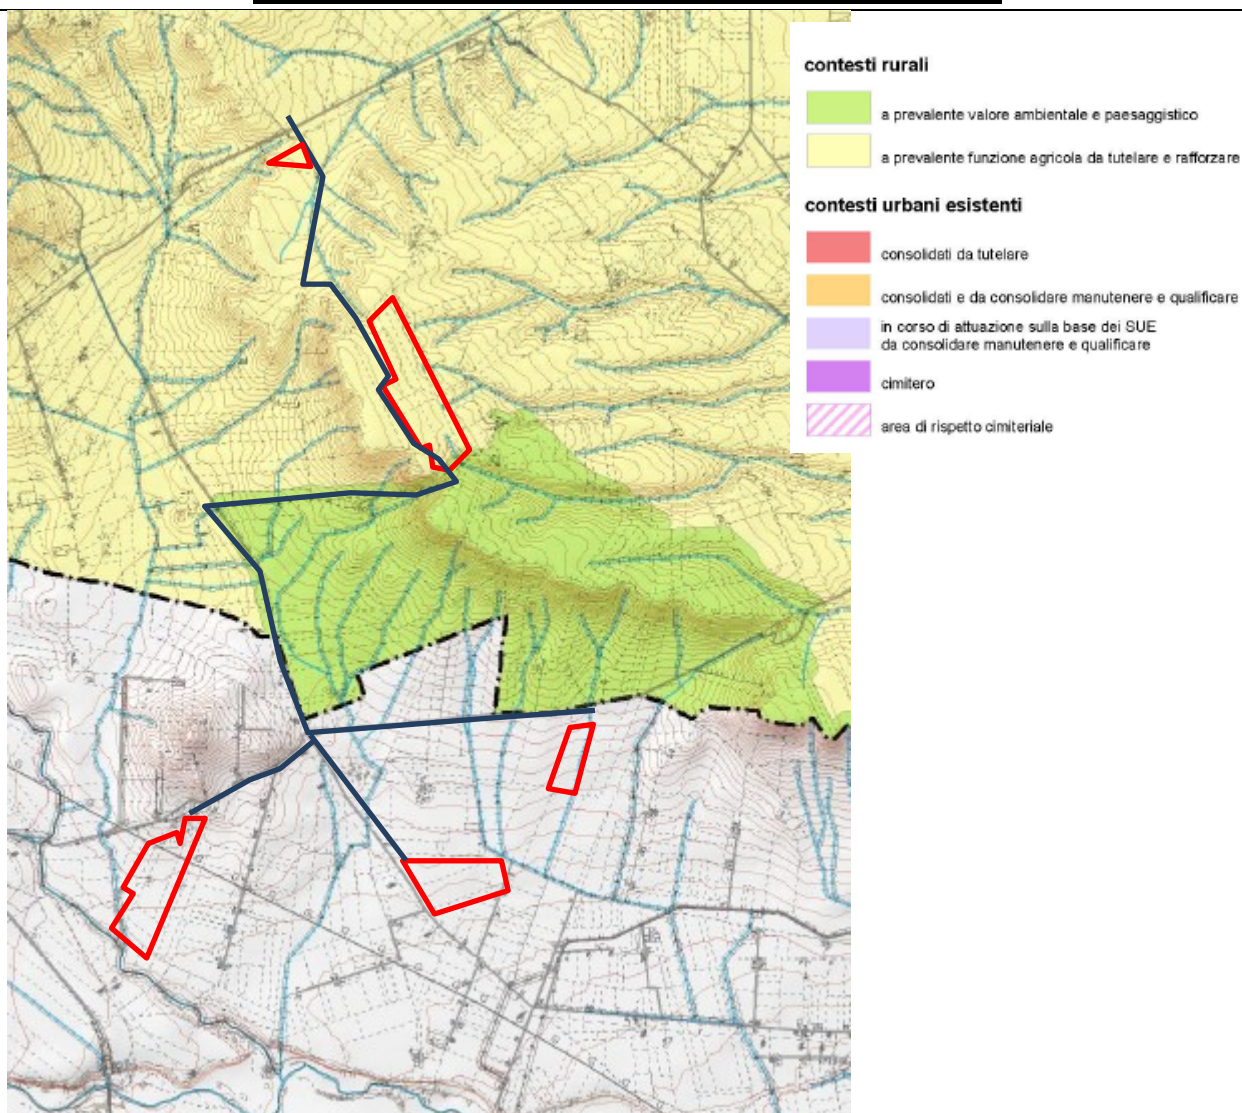 contesti rurali
a prevalente valore ambientale e paesaggistico
a prevalente funzione agricola da tutelare e rafforzare
contesti urbani esistenti
consolidati da tutelare
consolidati e da consolidare manutenere e qualificare
in corso di attuazione sulla base dei SUE
da consolidare manutenere e qualificare
cimitero
area di rispetto cimiteriale